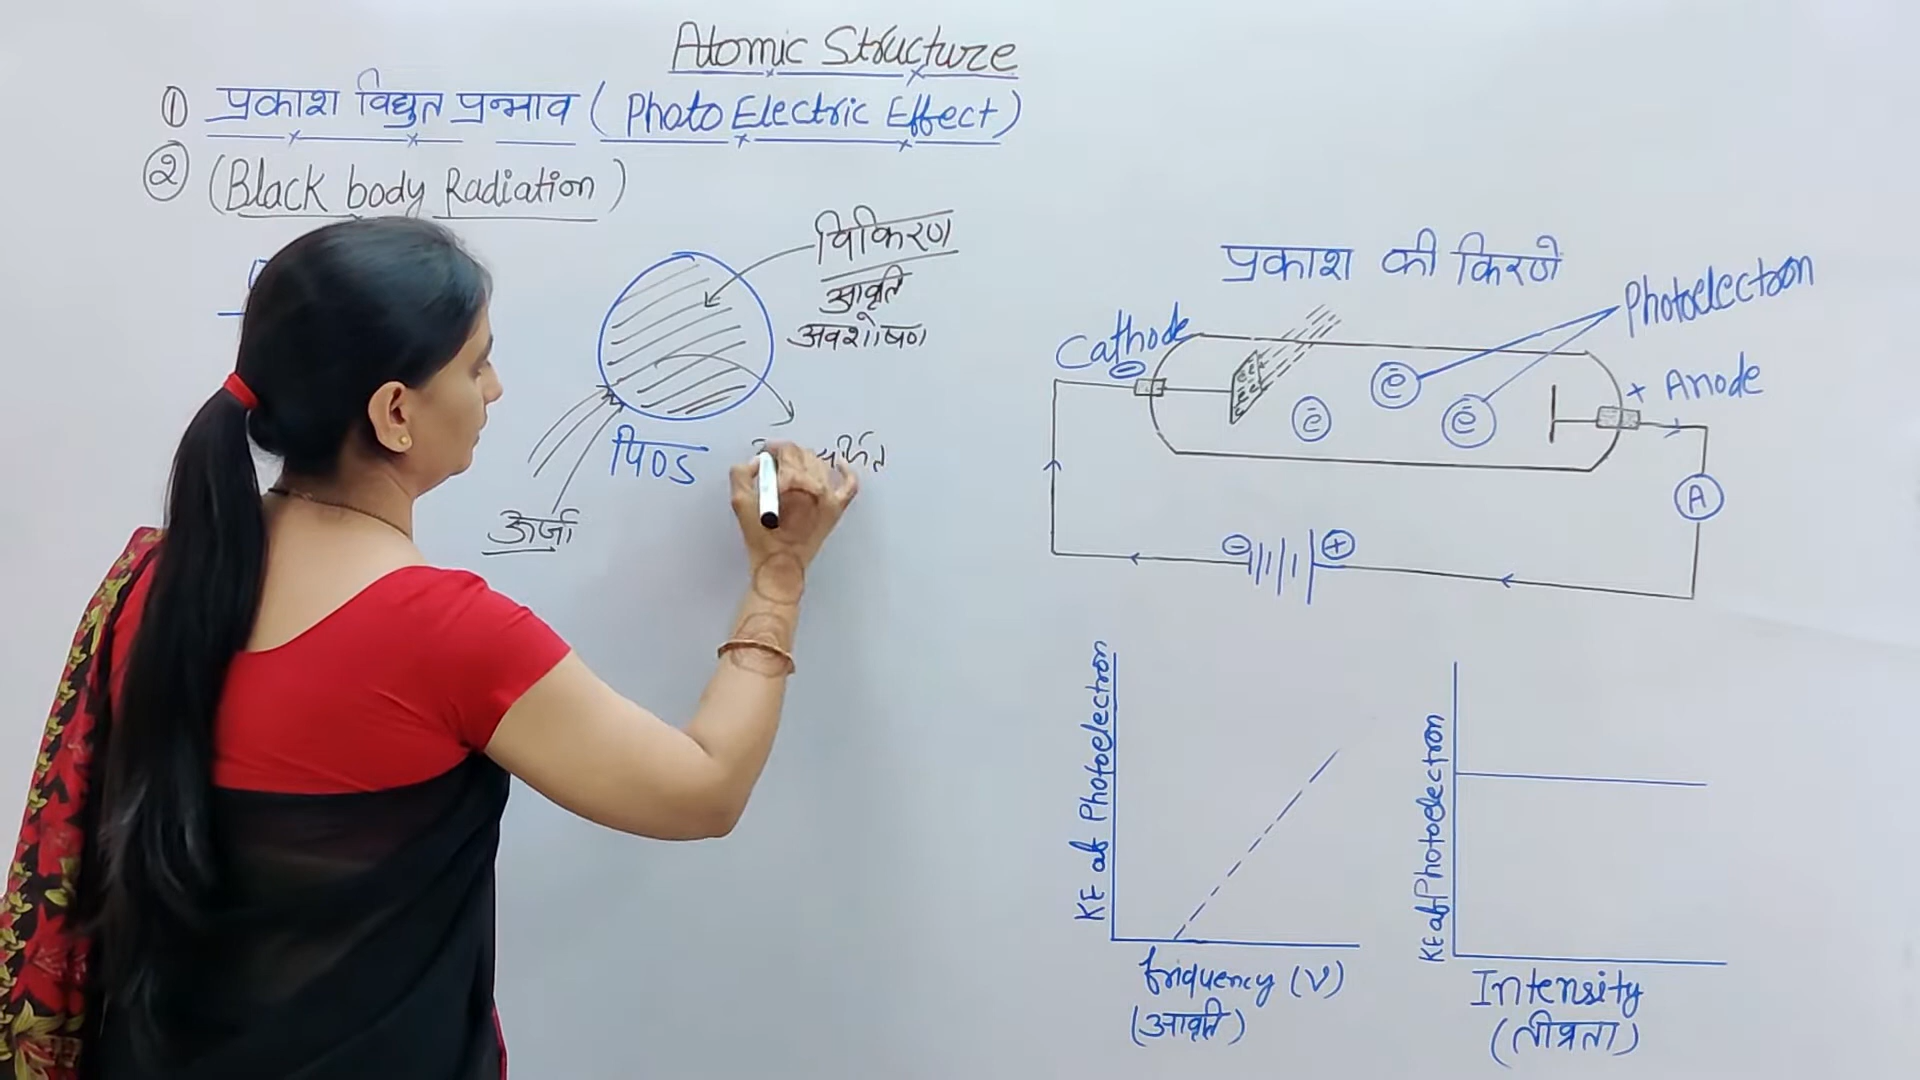 Atomic Structure
① प्रकाश विद्युत प्रभाव ( Photo Electric Effect )
② (Black body Radiation )
विकिरण
आवृति
अवशोषण
पिण्ड
ऊर्जा
प्रकाश की किरणे
Photoelectron
Cathode
-
ē
ē
ē
+ Anode
A
- +
KE of Photoelectron
friquency (ν)
(आवृति)
KE of Photoelectron
Intensity
(तीव्रता)